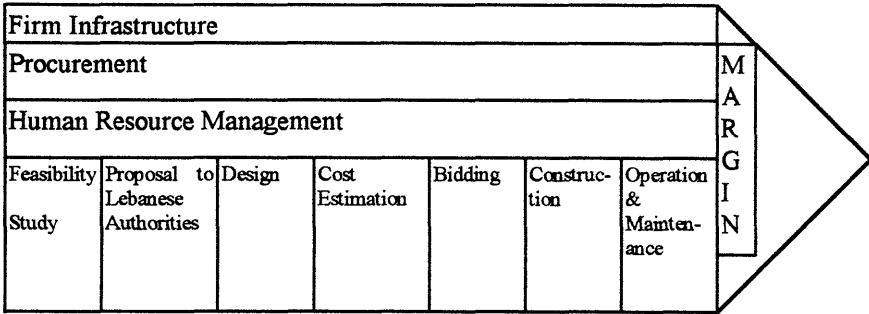 Firm Infrastructure
Procurement
Human Resource Management
Feasibility
Study
Proposal to
Lebanese
Authorities
Design
Cost
Estimation
Bidding
Construc-
tion
Operation
&
Mainten-
ance
M
A
R
G
I
N